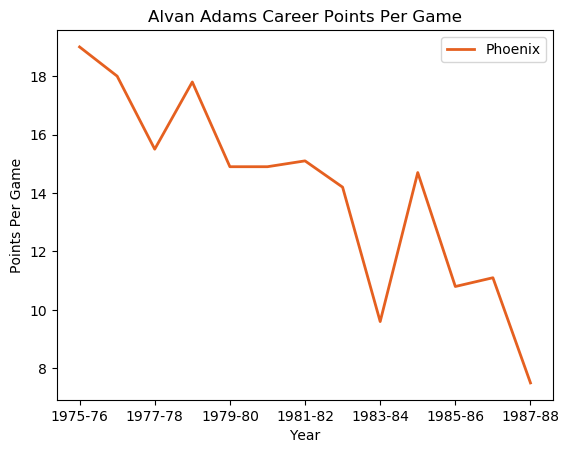 Alvan Adams Career Points Per Game
Phoenix
18
16
14
12
10
8
Points Per Game
1975-76 1977-78 1979-80 1981-82 1983-84 1985-86 1987-88
Year